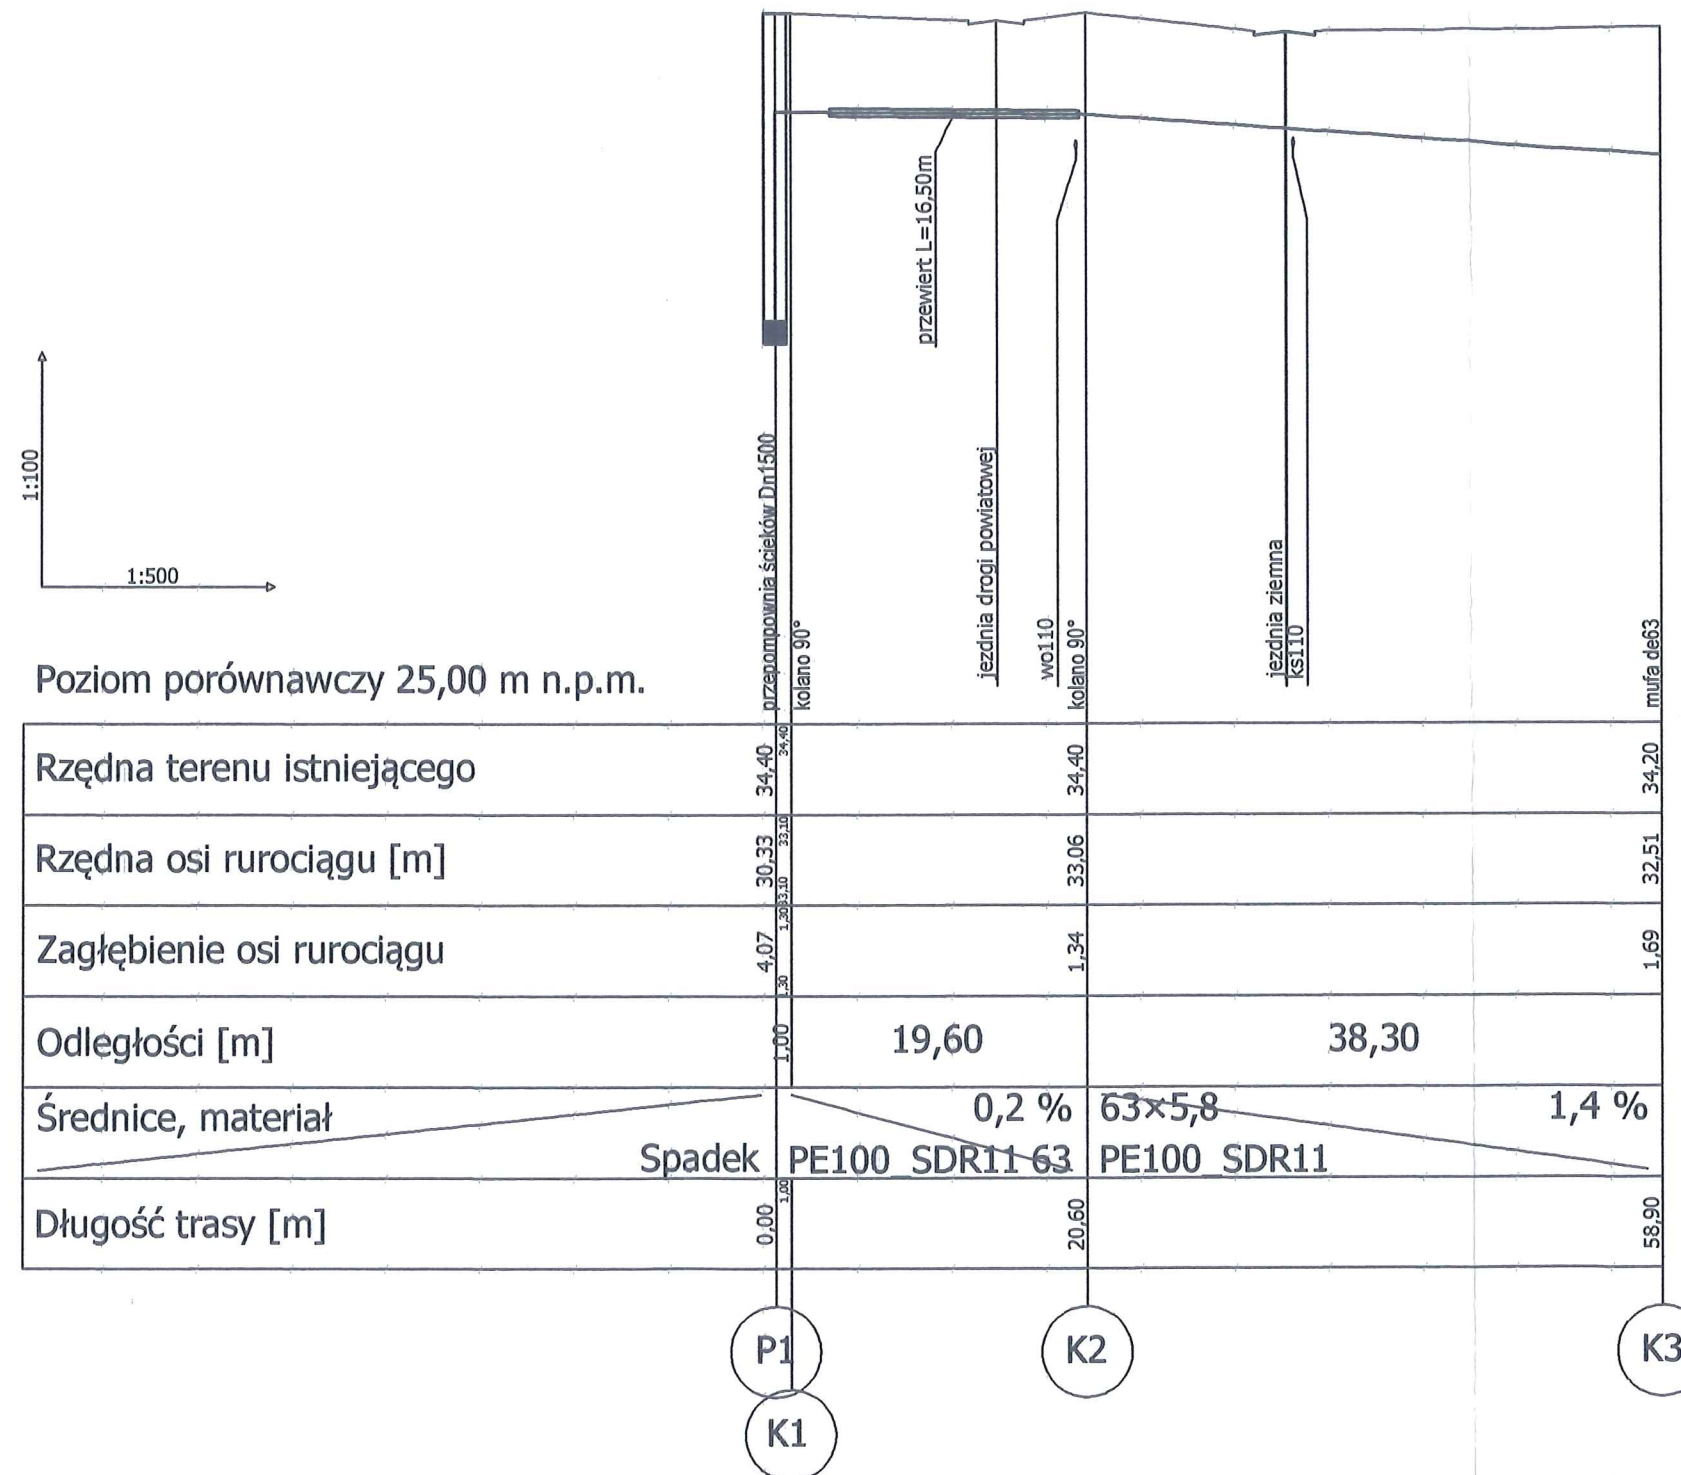 przewiert L=16,50m
1:100
1:500
przepompownia ścieków Dn1500
kolano 90°
jezdnia drogi powiatowej
wo110
kolano 90°
jezdnia ziemna
ks110
mufa de63
Poziom porównawczy 25,00 m n.p.m.
Rzędna terenu istniejącego 34,40 34,40 34,40 34,20
Rzędna osi rurociągu [m] 30,33 33,10 33,10 33,06 32,51
Zagłębienie osi rurociągu 4,07 1,30 1,30 1,34 1,69
Odległości [m] 1,00 19,60 38,30
Średnice, materiał 0,2 % 63×5,8 1,4 %
Spadek PE100_SDR11 63 PE100_SDR11
Długość trasy [m] 0,00 1,00 20,60 58,90
P1 K2 K3
K1